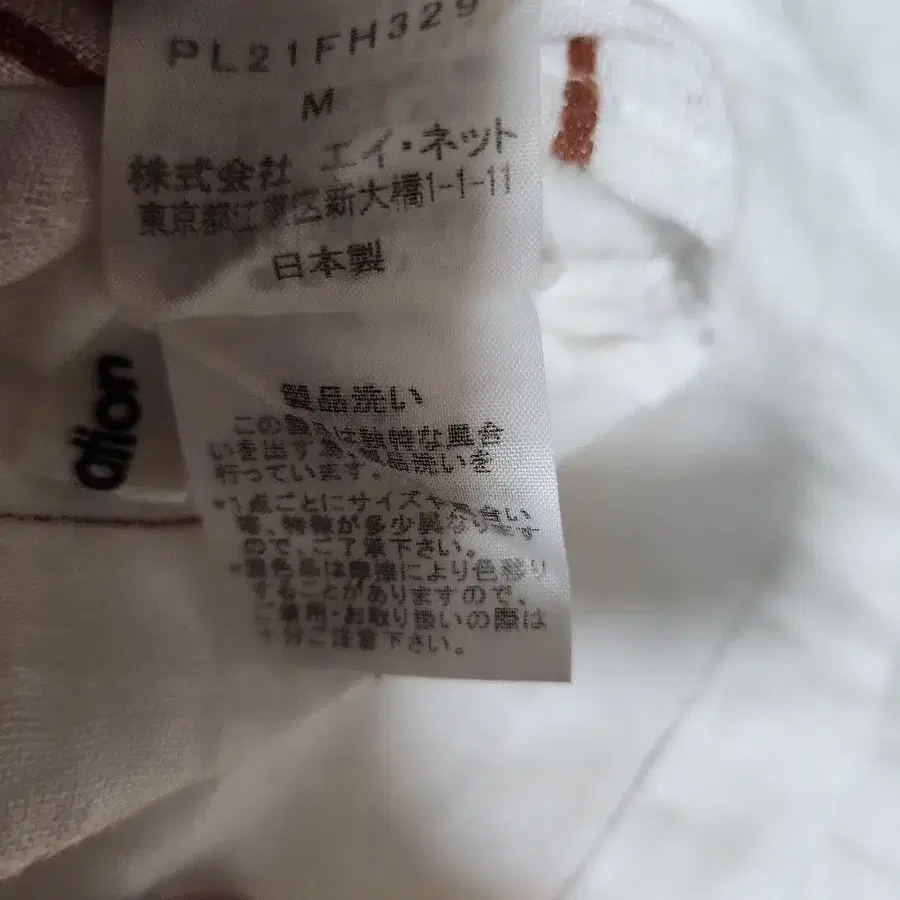 PL21FH329
M
株式会社 エイ・ネット
東京都江東区新大橋1-1-11
日本製
製品洗い
この製品は独特な風合
いを出す為、製品洗いを
行っています。
*1点ごとにサイズや風合い
等、特徴が多少異なります
ので、ご了承下さい。
*濃色品は摩擦により色移り
することがありますので、
ご着用・お取り扱いの際は
十分ご注意下さい。
ation